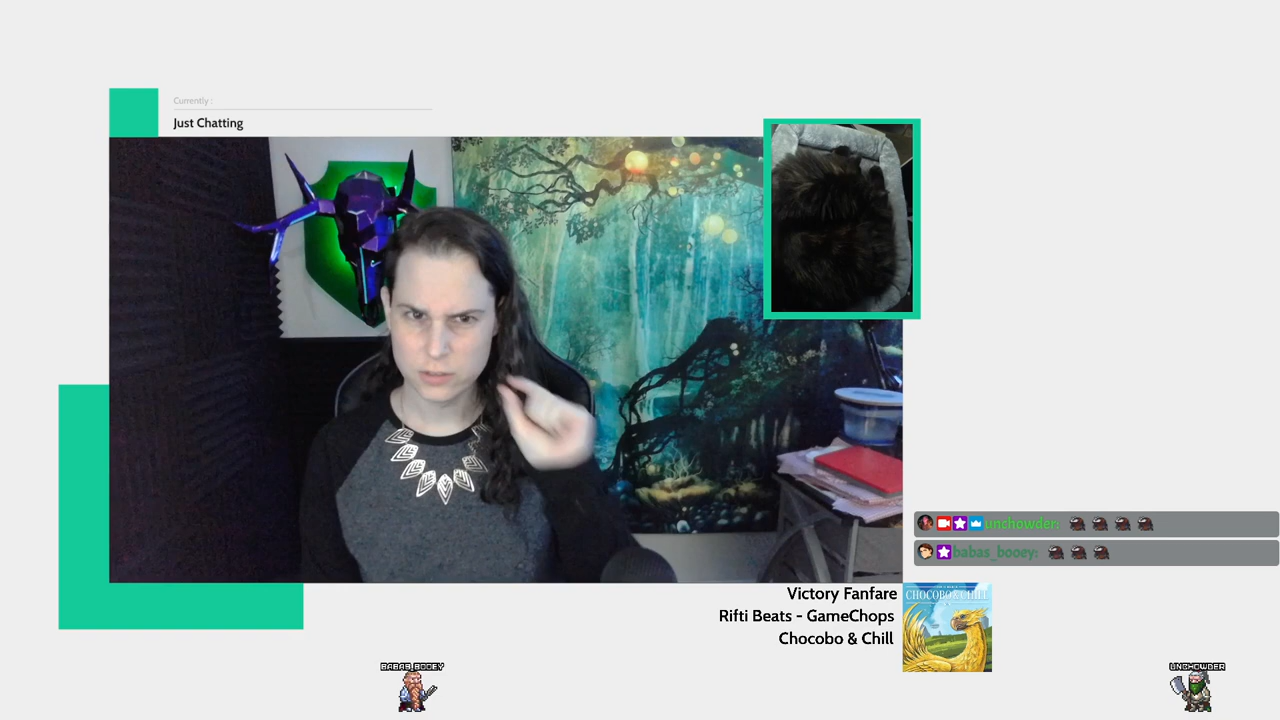 Currently :
Just Chatting
unchowder:
babas_booey:
Victory Fanfare
Rifti Beats - GameChops
Chocobo & Chill
CHOCOBO & CHILL
BABAS_BOOEY
UNCHOWDER